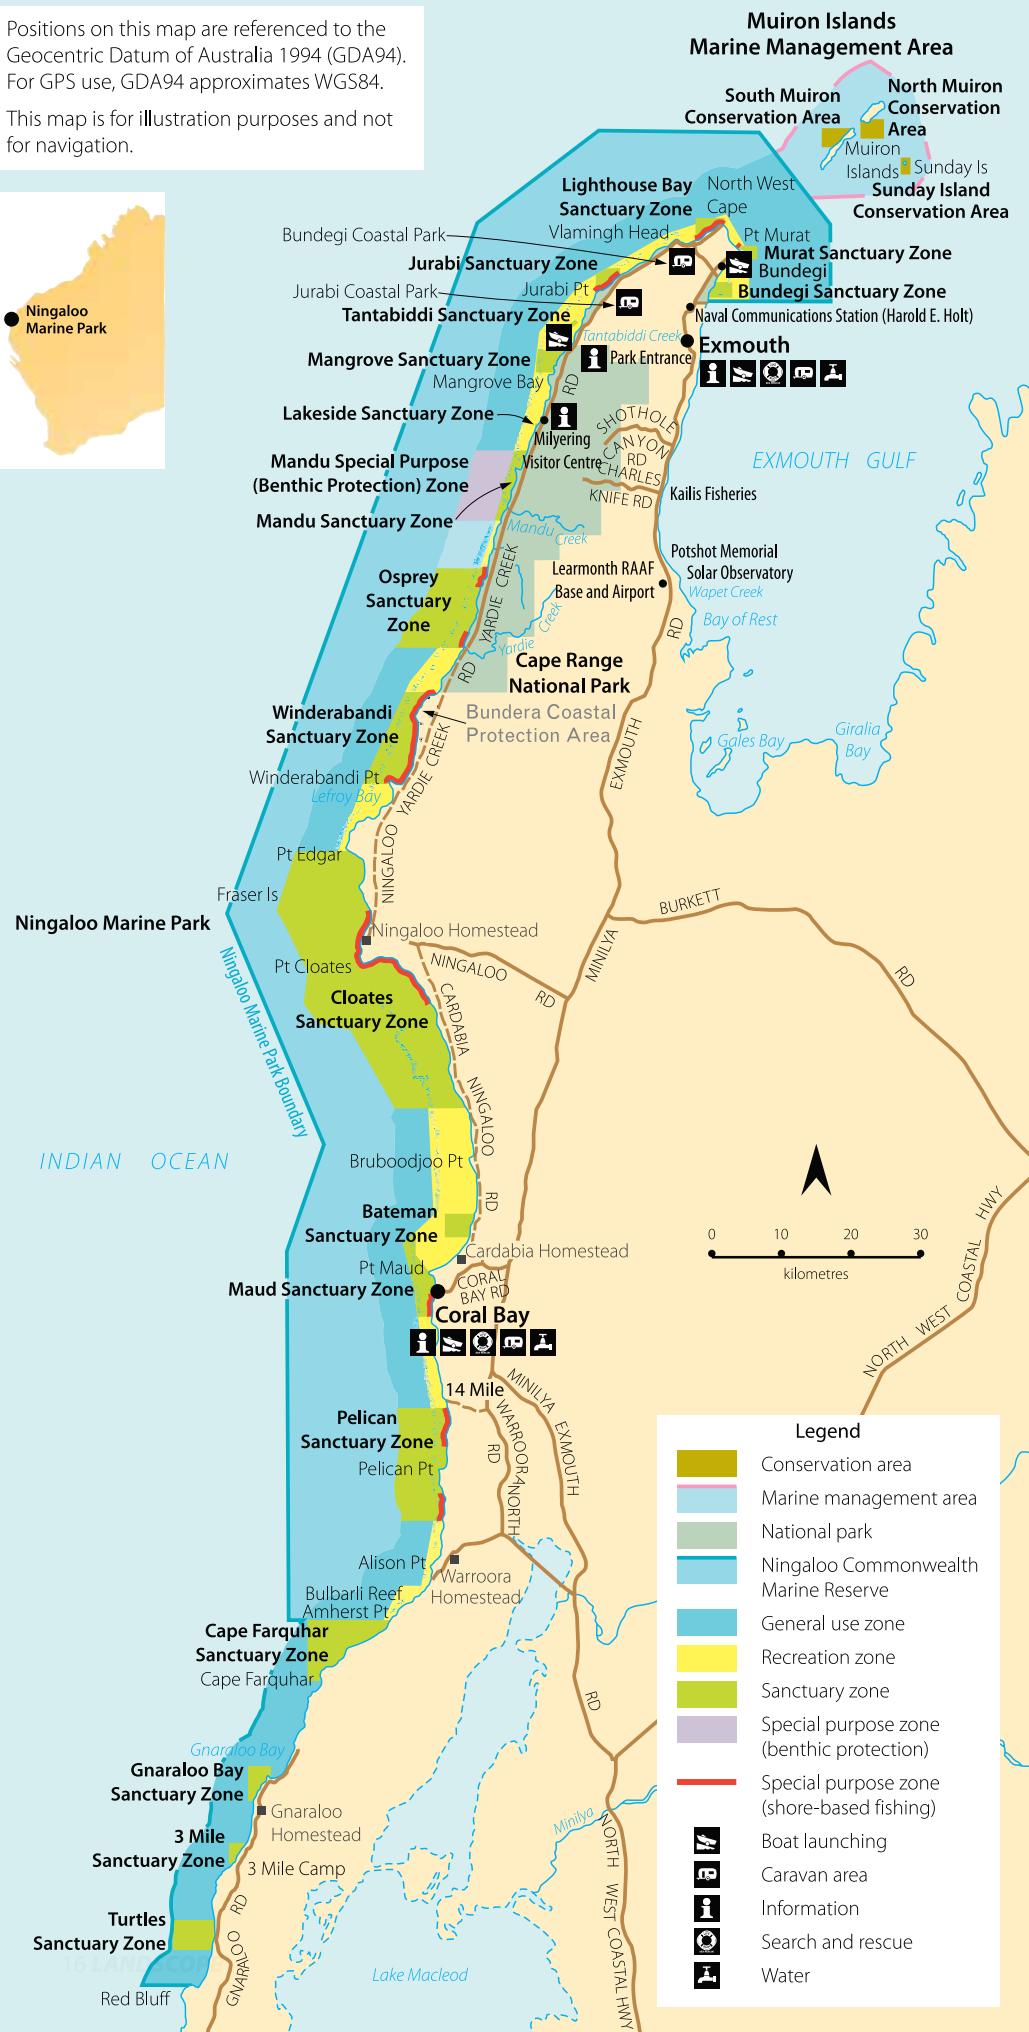 Positions on this map are referenced to the
Geocentric Datum of Australia 1994 (GDA94).
For GPS use, GDA94 approximates WGS84.
This map is for illustration purposes and not
for navigation.
Muiron Islands
Marine Management Area
North Muiron
Conservation
Area
South Muiron
Conservation Area
Muiron
Islands
Sunday Is
Sunday Island
Conservation Area
Ningaloo
Marine Park
Lighthouse Bay
Sanctuary Zone
North West
Cape
Vlamingh Head
Bundegi Coastal Park
Pt Murat
Murat Sanctuary Zone
Jurabi Sanctuary Zone
Bundegi
Jurabi Pt
Jurabi Coastal Park
Bundegi Sanctuary Zone
Tantabiddi Sanctuary Zone
Naval Communications Station (Harold E. Holt)
Tantabiddi Creek
Exmouth
Mangrove Sanctuary Zone
Park Entrance
Mangrove Bay
RD
Lakeside Sanctuary Zone
SHOTHOLE
CANYON
RD
Milyering
Visitor Centre
EXMOUTH GULF
Mandu Special Purpose
(Benthic Protection) Zone
CHARLES
KNIFE RD
Kailis Fisheries
Mandu Sanctuary Zone
Mandu
Creek
YARDIE CREEK
Potshot Memorial
Solar Observatory
Learmonth RAAF
Base and Airport
Wapet Creek
Osprey
Sanctuary
Zone
Bay of Rest
Yardie
Creek
RD
RD
Cape Range
National Park
Winderabandi
Sanctuary Zone
Bundera Coastal
Protection Area
Gales Bay
Giralia
Bay
EXMOUTH
Winderabandi Pt
Lefroy Bay
YARDIE CREEK
NINGALOO
Pt Edgar
Fraser Is
BURKETT
RD
Ningaloo Marine Park
Ningaloo Homestead
MINILYA
Pt Cloates
NINGALOO
RD
Ningaloo Marine Park Boundary
Cloates
Sanctuary Zone
CARDABIA
NINGALOO
RD
INDIAN OCEAN
Bruboodjoo Pt
Bateman
Sanctuary Zone
0 10 20 30
kilometres
Cardabia Homestead
Pt Maud
CORAL
BAY RD
Maud Sanctuary Zone
Coral Bay
NORTH WEST COASTAL HWY
14 Mile
MINILYA EXMOUTH
RD
WARROORA
NORTH
RD
Pelican
Sanctuary Zone
Pelican Pt
Alison Pt
Warroora
Homestead
Bulbarli Reef
Amherst Pt
Cape Farquhar
Sanctuary Zone
Cape Farquhar
Gnaraloo Bay
Gnaraloo Bay
Sanctuary Zone
Gnaraloo
Homestead
3 Mile
Sanctuary Zone
3 Mile Camp
Turtles
Sanctuary Zone
GNARALOO RD
16 LANDSCOPE
Red Bluff
Lake Macleod
Minilya
NORTH WEST COASTAL HWY
Legend
Conservation area
Marine management area
National park
Ningaloo Commonwealth
Marine Reserve
General use zone
Recreation zone
Sanctuary zone
Special purpose zone
(benthic protection)
Special purpose zone
(shore-based fishing)
Boat launching
Caravan area
Information
Search and rescue
Water